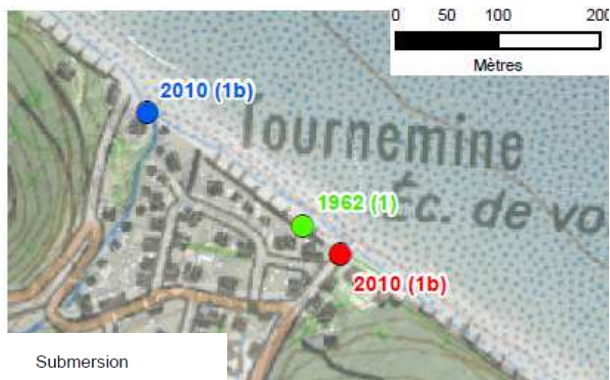 0 50 100 200
Mètres
2010 (1b)
Tournemine
1962 (1)
Éc. de vo
2010 (1b)
Submersion